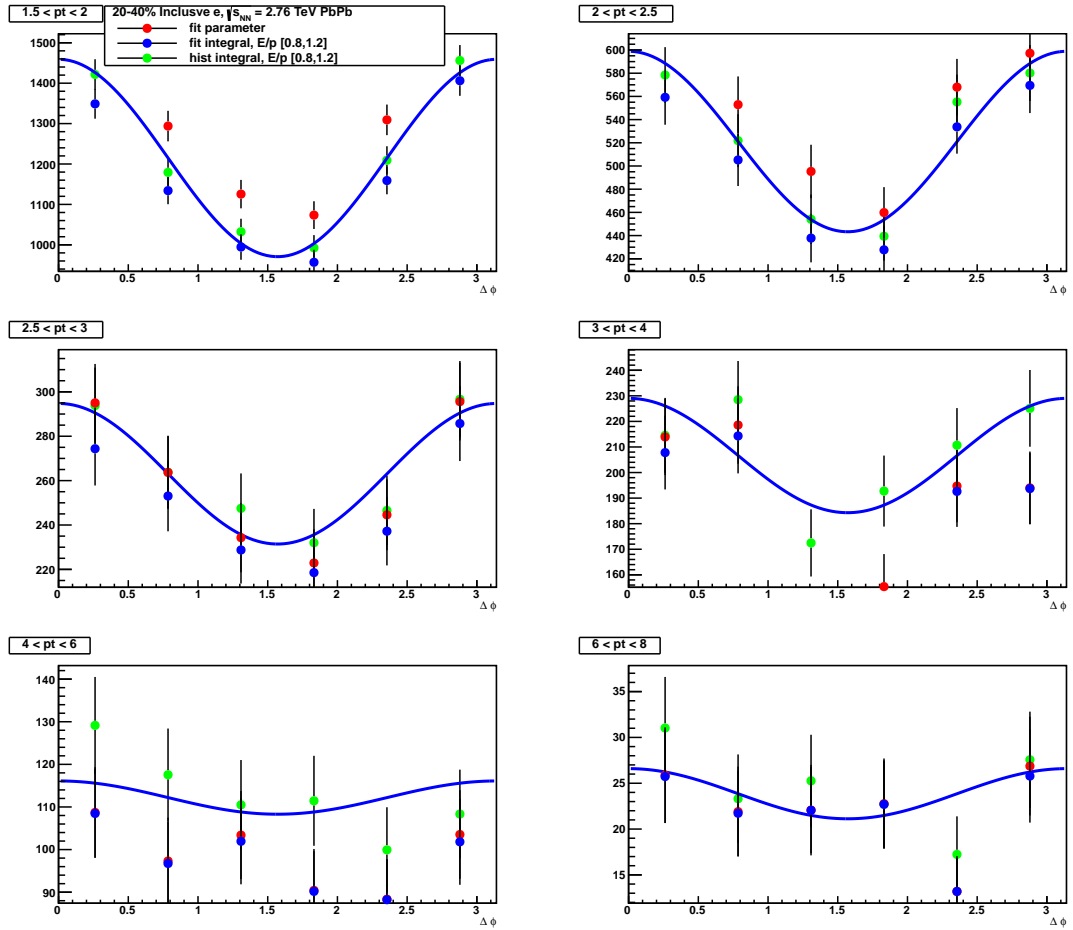 1.5 < pt < 2
20-40% Inclusve e, √s_NN = 2.76 TeV PbPb
fit parameter
fit integral, E/p [0.8,1.2]
hist integral, E/p [0.8,1.2]
1500
1400
1300
1200
1100
1000
0 0.5 1 1.5 2 2.5 3
Δ ϕ
2 < pt < 2.5
600
580
560
540
520
500
480
460
440
420
0 0.5 1 1.5 2 2.5 3
Δ ϕ
2.5 < pt < 3
300
280
260
240
220
0 0.5 1 1.5 2 2.5 3
Δ ϕ
3 < pt < 4
240
230
220
210
200
190
180
170
160
0 0.5 1 1.5 2 2.5 3
Δ ϕ
4 < pt < 6
140
130
120
110
100
90
0 0.5 1 1.5 2 2.5 3
Δ ϕ
6 < pt < 8
35
30
25
20
15
0 0.5 1 1.5 2 2.5 3
Δ ϕ